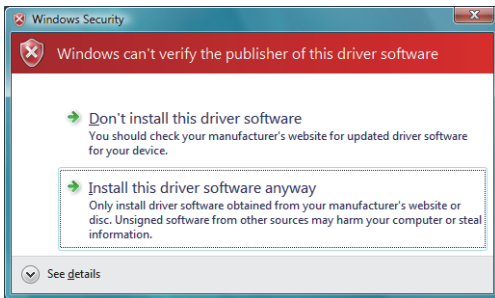 Windows Security
Windows can't verify the publisher of this driver software
Don't install this driver software
You should check your manufacturer's website for updated driver software
for your device.
Install this driver software anyway
Only install driver software obtained from your manufacturer's website or
disc. Unsigned software from other sources may harm your computer or steal
information.
See details